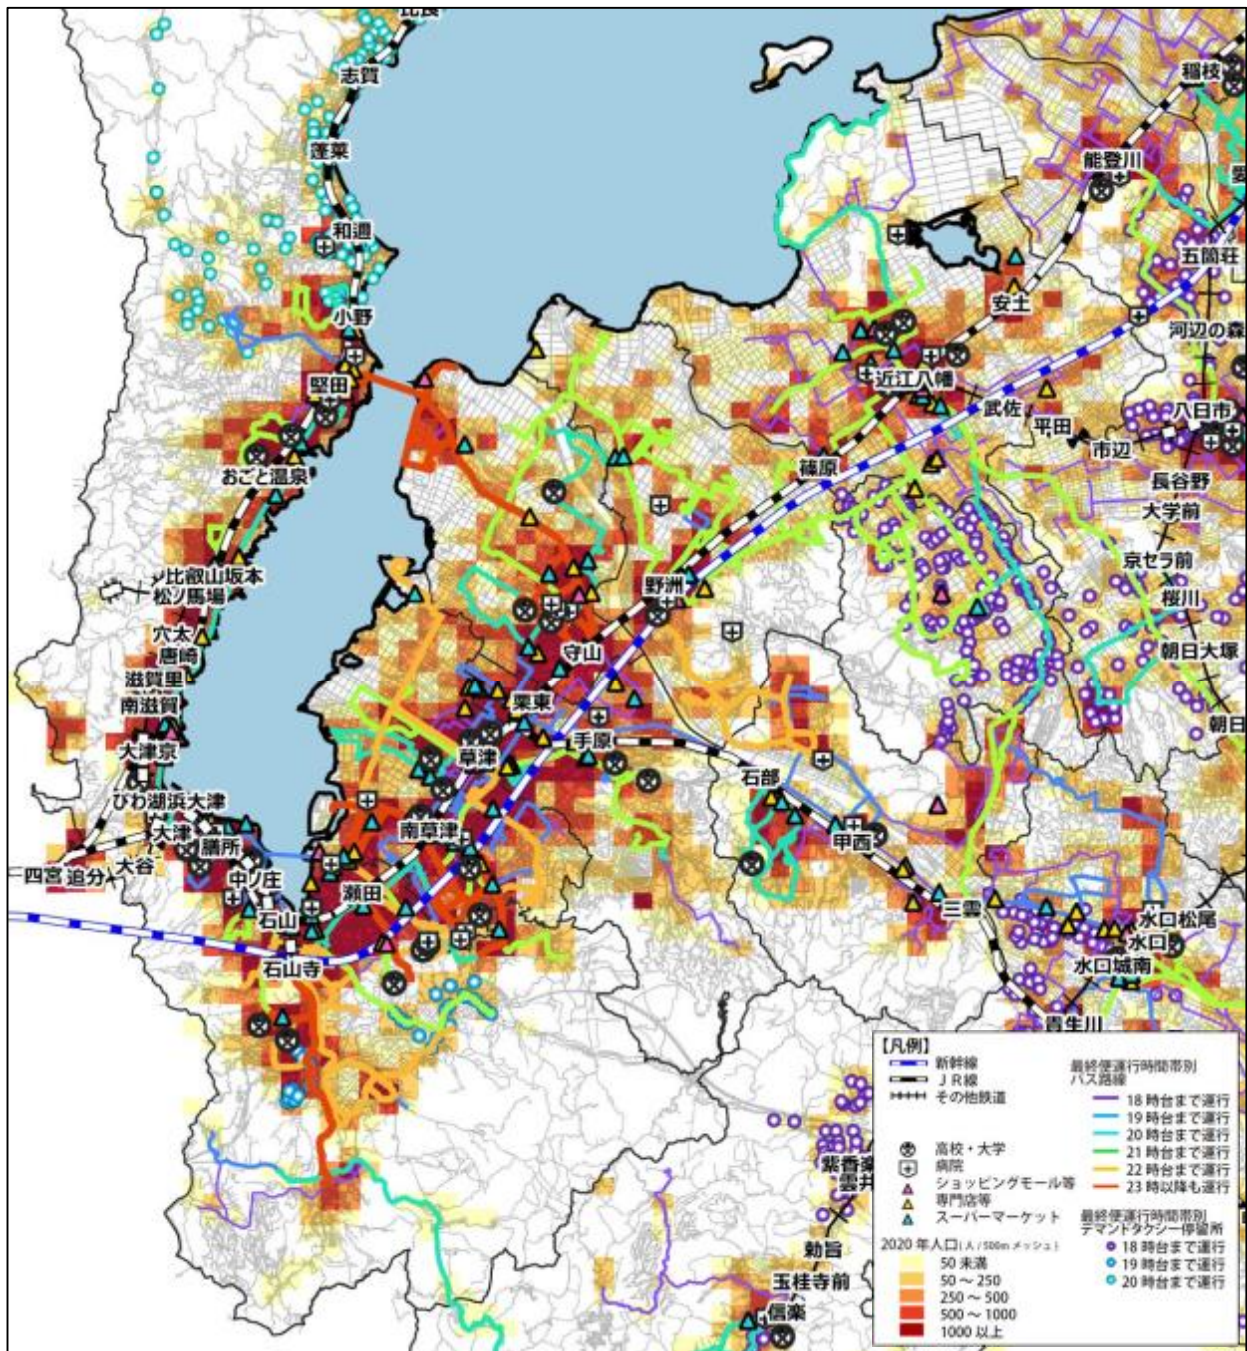 志賀
稲枝
蓬莱
能登川
和邇
五箇荘
安土
小野
河辺の森
堅田
近江八幡
武佐
平田
八日市
市辺
おごと温泉
篠原
長谷野
大学前
京セラ前
比叡山坂本
松ノ馬場
野洲
桜川
穴太
唐崎
守山
朝日大塚
滋賀里
南滋賀
栗東
朝日
大津京
草津
手原
石部
びわ湖浜大津
大津
膳所
南草津
甲西
大谷
四宮
追分
中ノ庄
瀬田
石山
三雲
水口松尾
水口
石山寺
水口城南
貴生川
勅旨
玉桂寺前
信楽
【凡例】
新幹線
JR線
その他鉄道
高校・大学
病院
ショッピングモール等
専門店等
スーパーマーケット
2020年人口(人/500mメッシュ)
50未満
50～250
250～500
500～1000
1000以上
最終便運行時間帯別
バス路線
18時台まで運行
19時台まで運行
20時台まで運行
21時台まで運行
22時台まで運行
23時以降も運行
最終便運行時間帯別
デマンドタクシー停留所
18時台まで運行
19時台まで運行
20時台まで運行